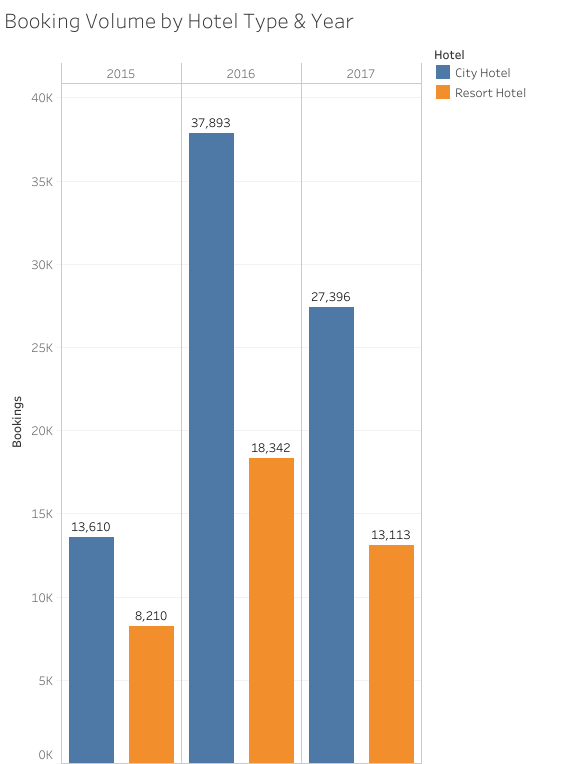 Booking Volume by Hotel Type & Year
Hotel
City Hotel
Resort Hotel
2015 2016 2017
40K
35K
30K
25K
20K
15K
10K
5K
0K
Bookings
13,610
8,210
37,893
18,342
27,396
13,113